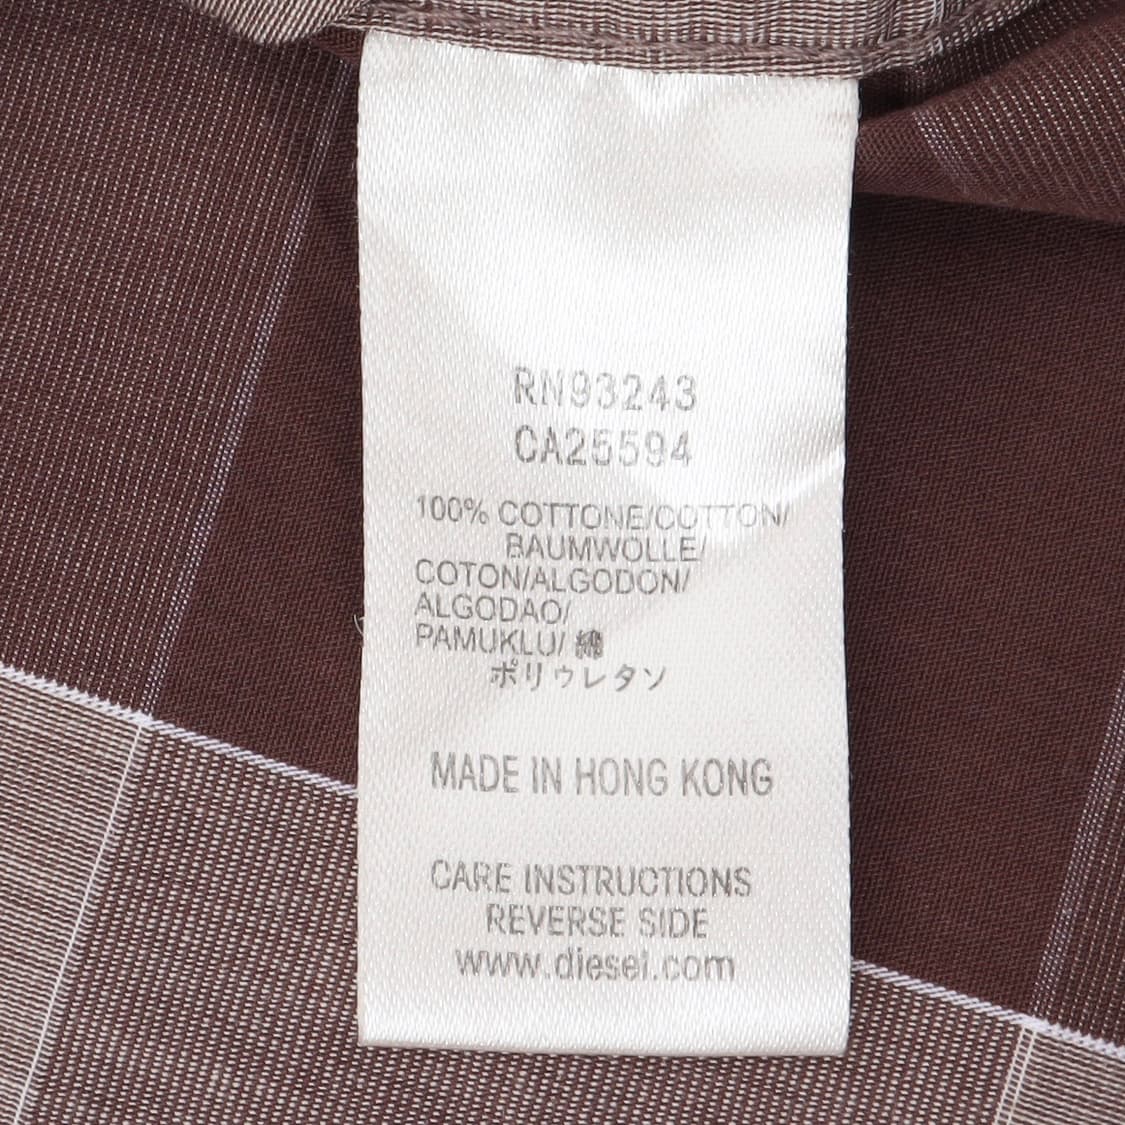 RN93243
CA25594
100% COTTONE/COTTON/
BAUMWOLLE/
COTON/ALGODON/
ALGODAO/
PAMUKLU/ 綿
ポリゥレタソ
MADE IN HONG KONG
CARE INSTRUCTIONS
REVERSE SIDE
www.diesel.com